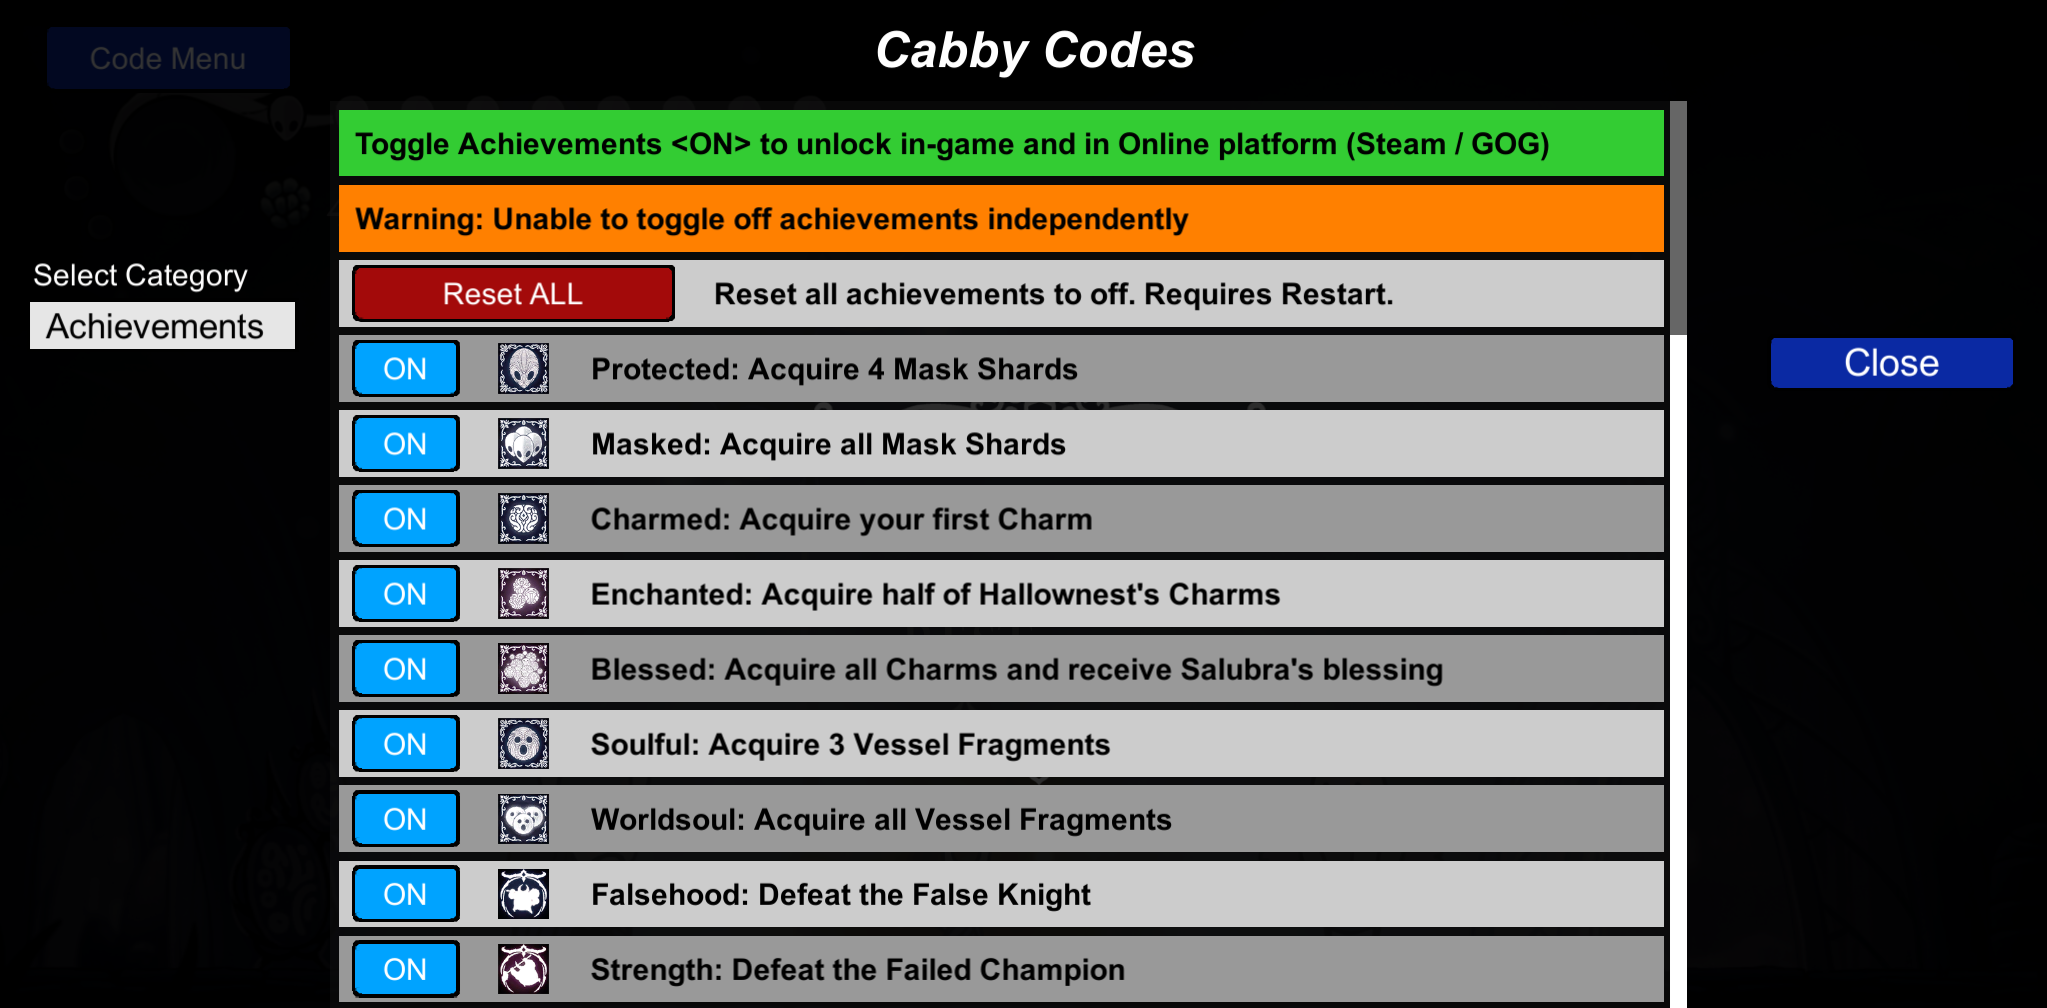 Code Menu
Cabby Codes
Toggle Achievements <ON> to unlock in-game and in Online platform (Steam / GOG)
Warning: Unable to toggle off achievements independently
Select Category
Achievements
Reset ALL Reset all achievements to off. Requires Restart.
ON Protected: Acquire 4 Mask Shards
Close
ON Masked: Acquire all Mask Shards
ON Charmed: Acquire your first Charm
ON Enchanted: Acquire half of Hallownest's Charms
ON Blessed: Acquire all Charms and receive Salubra's blessing
ON Soulful: Acquire 3 Vessel Fragments
ON Worldsoul: Acquire all Vessel Fragments
ON Falsehood: Defeat the False Knight
ON Strength: Defeat the Failed Champion